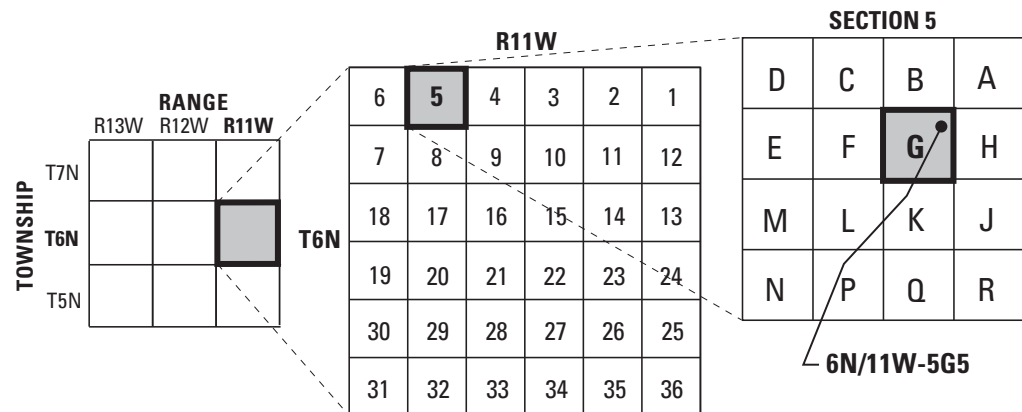 RANGE
R13W R12W R11W
TOWNSHIP
T7N
T6N
T5N
R11W
T6N
6 5 4 3 2 1
7 8 9 10 11 12
18 17 16 15 14 13
19 20 21 22 23 24
30 29 28 27 26 25
31 32 33 34 35 36
SECTION 5
D C B A
E F G H
M L K J
N P Q R
6N/11W-5G5